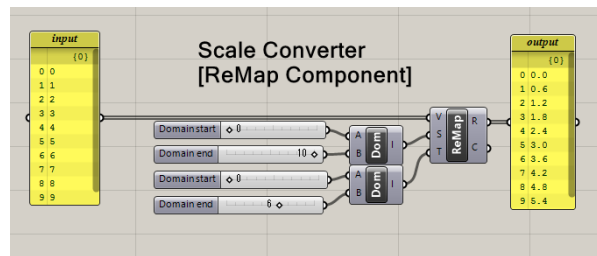 input
{0}
0 0
1 1
2 2
3 3
4 4
5 5
6 6
7 7
8 8
9 9
Scale Converter
[ReMap Component]
Domain start 0
Domain end 10
Domain start 0
Domain end 6
A
B
Dom
I
A
B
Dom
I
V
S
T
ReMap
R
C
output
{0}
0 0.0
1 0.6
2 1.2
3 1.8
4 2.4
5 3.0
6 3.6
7 4.2
8 4.8
9 5.4